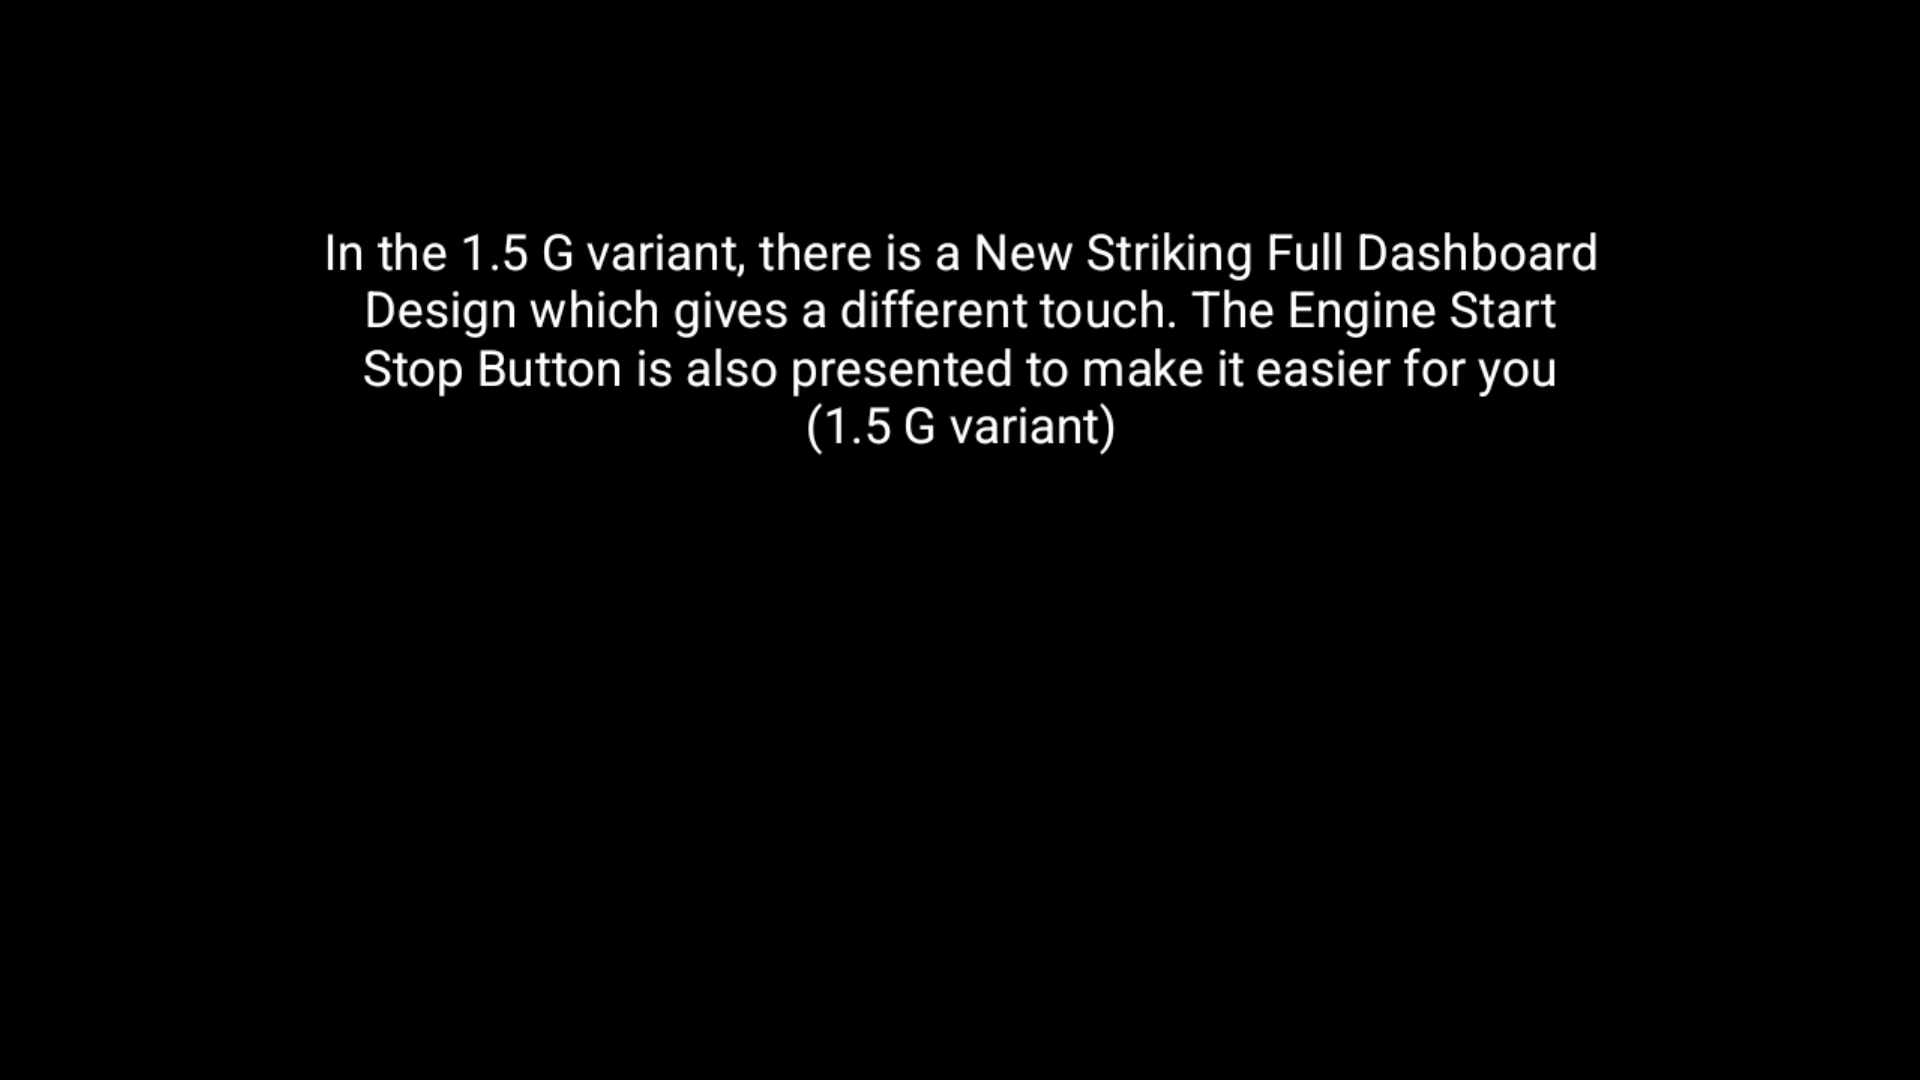 In the 1.5 G variant, there is a New Striking Full Dashboard
Design which gives a different touch. The Engine Start
Stop Button is also presented to make it easier for you
(1.5 G variant)